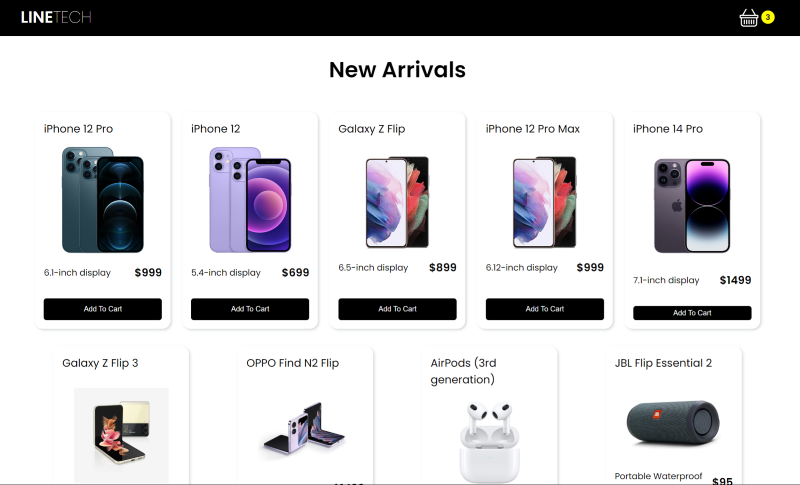 LINETECH
3
New Arrivals
iPhone 12 Pro
6.1-inch display $999
Add To Cart
iPhone 12
5.4-inch display $699
Add To Cart
Galaxy Z Flip
6.5-inch display $899
Add To Cart
iPhone 12 Pro Max
6.12-inch display $999
Add To Cart
iPhone 14 Pro
7.1-inch display $1499
Add To Cart
Galaxy Z Flip 3
OPPO Find N2 Flip
AirPods (3rd
generation)
JBL Flip Essential 2
JBL
Portable Waterproof $95